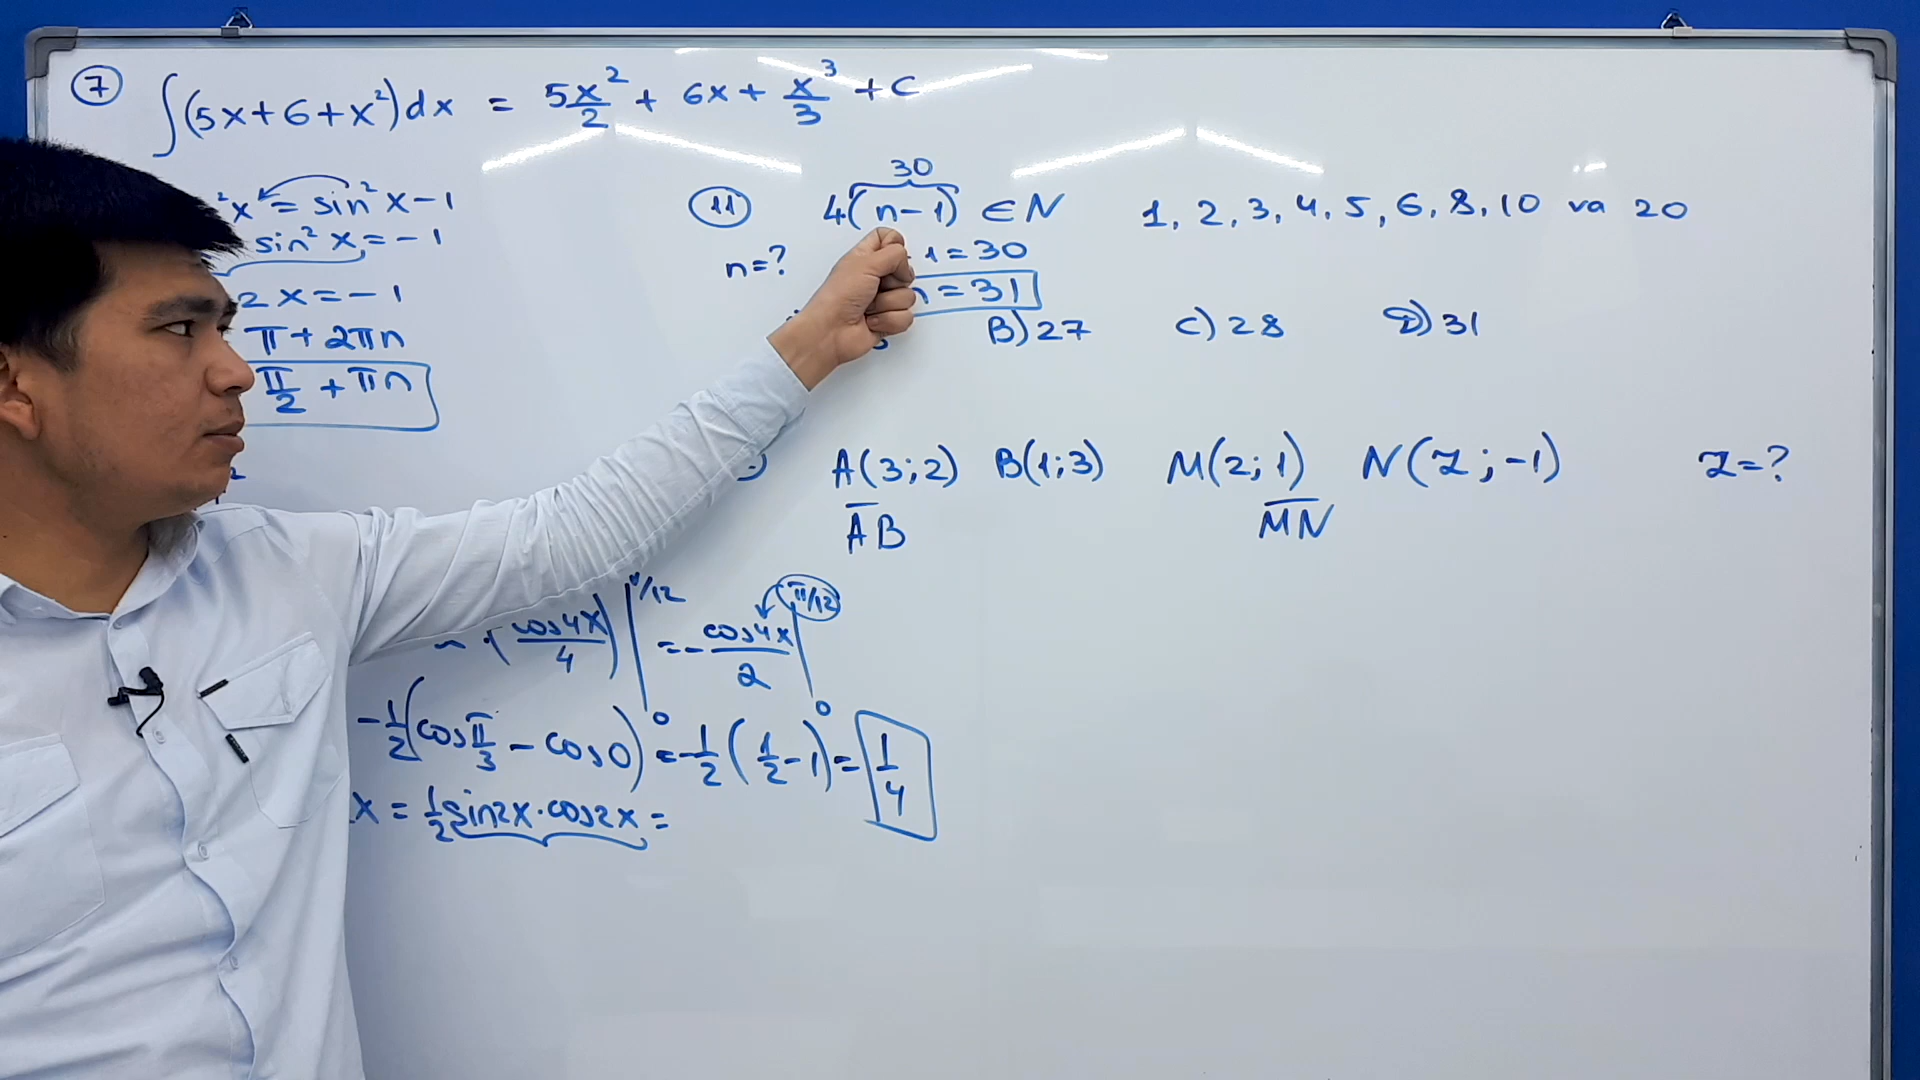 7 ∫(5x+6+x²)dx = 5x²/2 + 6x + x³/3 + C
²x = sin²x-1
sin²x = -1
2x = -1
π+2πn
π/2 + πn
30
11 4(n-1) ∈ N 1, 2, 3, 4, 5, 6, 8, 10 va 20
n=? 1=30
n=31
B) 27 C) 28 D) 31
A(3;2) B(1;3) M(2;1) N(z;-1) z=?
AB MN
cos4x/4) | /12 = - cos4x/2 | π/12 0
-1/2 (cos π/3 - cos0) 0 = -1/2 (1/2 - 1) = 1/4
x = 1/2 sin2x·cos2x =